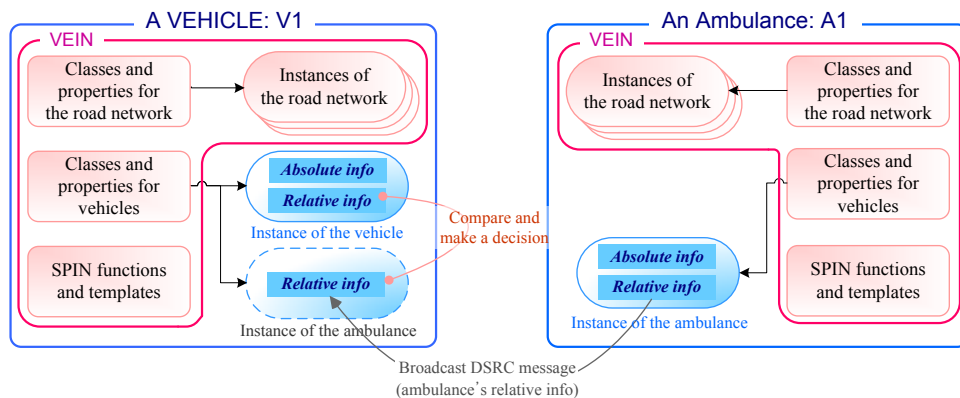 A VEHICLE: V1
VEIN
Classes and
properties for
the road network
Instances of
the road network
Classes and
properties for
vehicles
Absolute info
Relative info
Instance of the vehicle
SPIN functions
and templates
Relative info
Instance of the ambulance
Compare and
make a decision
Broadcast DSRC message
(ambulance's relative info)
An Ambulance: A1
VEIN
Instances of
the road network
Classes and
properties for
the road network
Classes and
properties for
vehicles
Absolute info
Relative info
Instance of the ambulance
SPIN functions
and templates